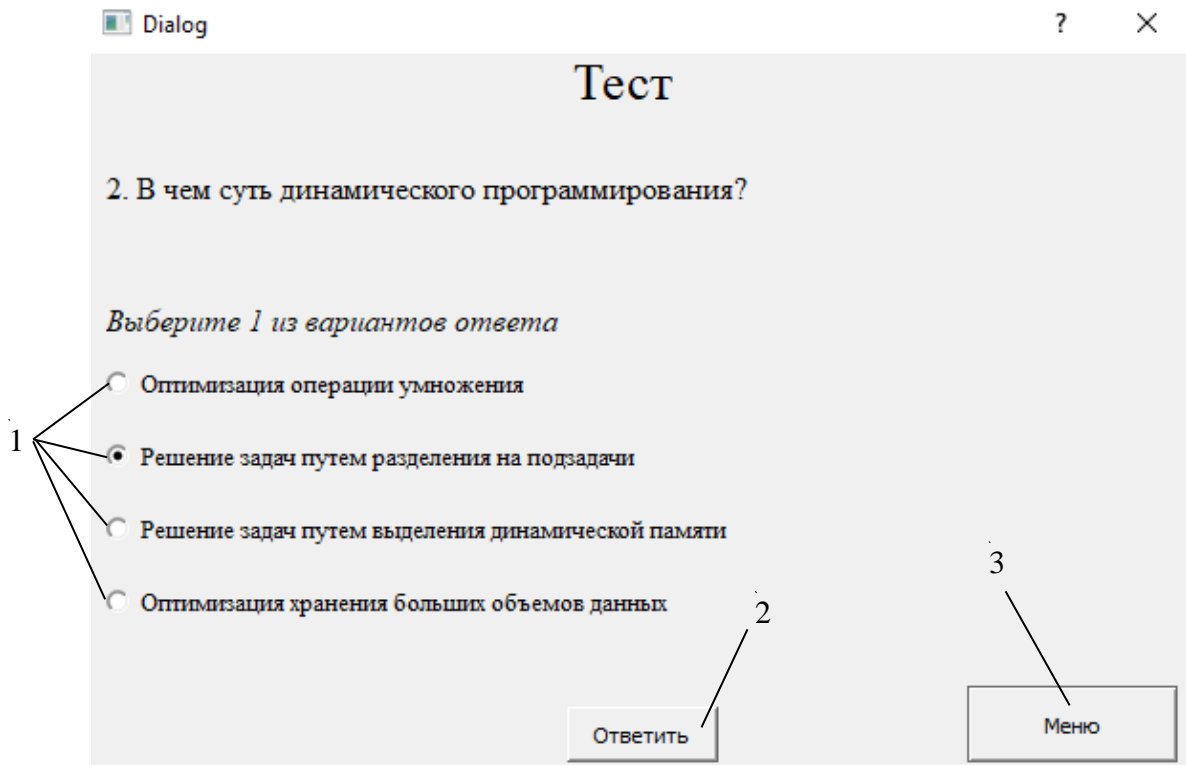 Dialog ?
Тест
2. В чем суть динамического программирования?
Выберите 1 из вариантов ответа
Оптимизация операции умножения
1
Решение задач путем разделения на подзадачи
Решение задач путем выделения динамической памяти
3
Оптимизация хранения больших объемов данных
2
Ответить
Меню